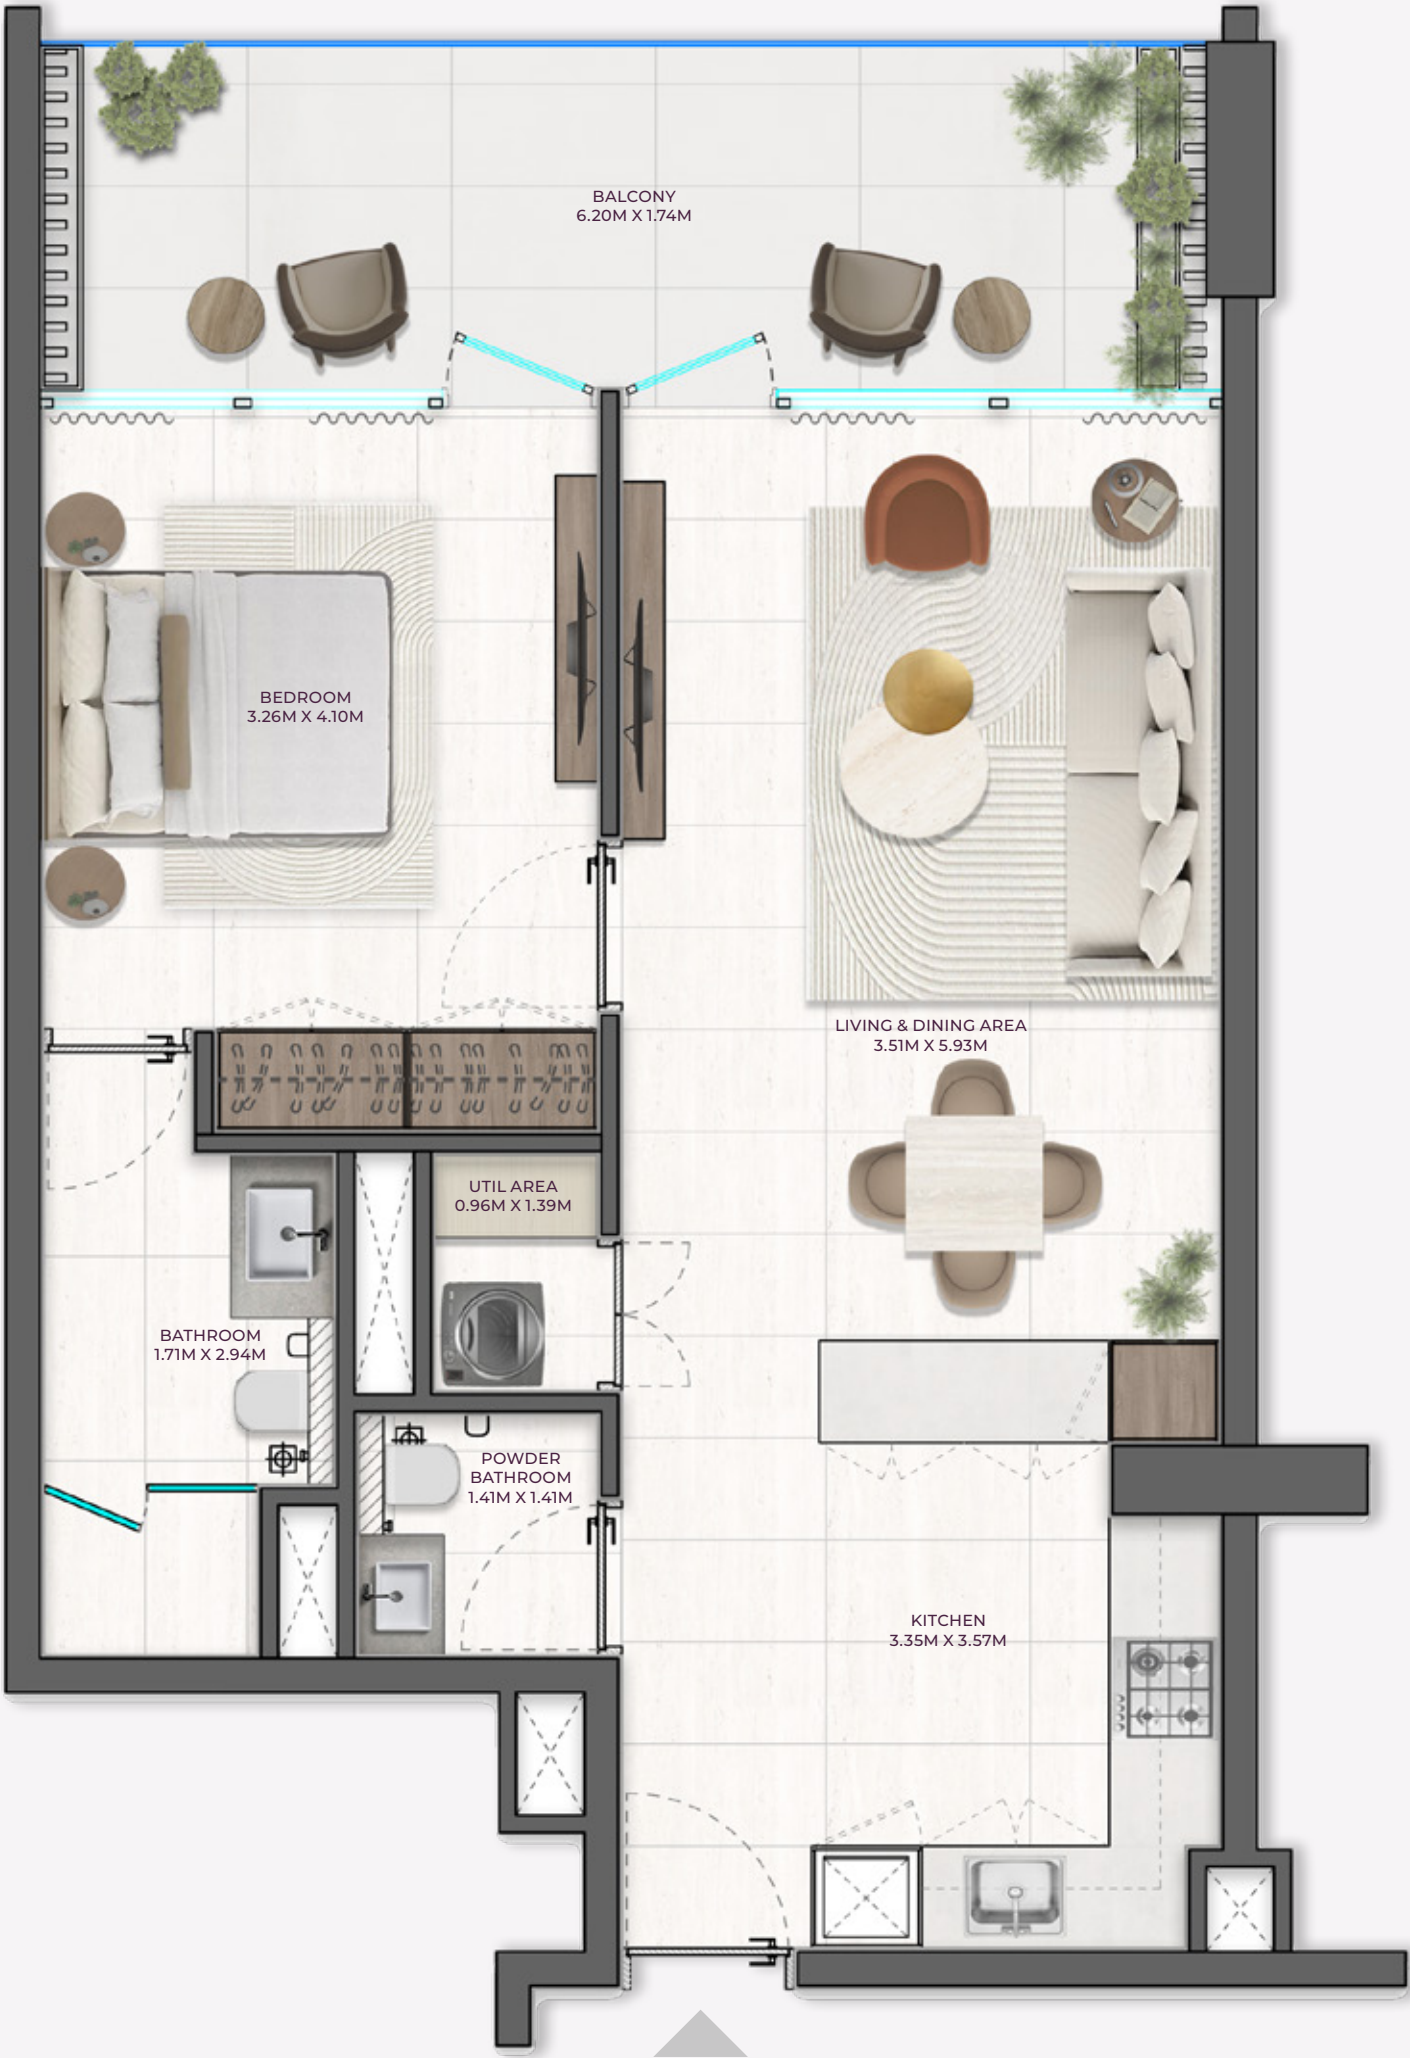 BALCONY
6.20M X 1.74M
BEDROOM
3.26M X 4.10M
LIVING & DINING AREA
3.51M X 5.93M
UTIL AREA
0.96M X 1.39M
BATHROOM
1.71M X 2.94M
POWDER
BATHROOM
1.41M X 1.41M
KITCHEN
3.35M X 3.57M